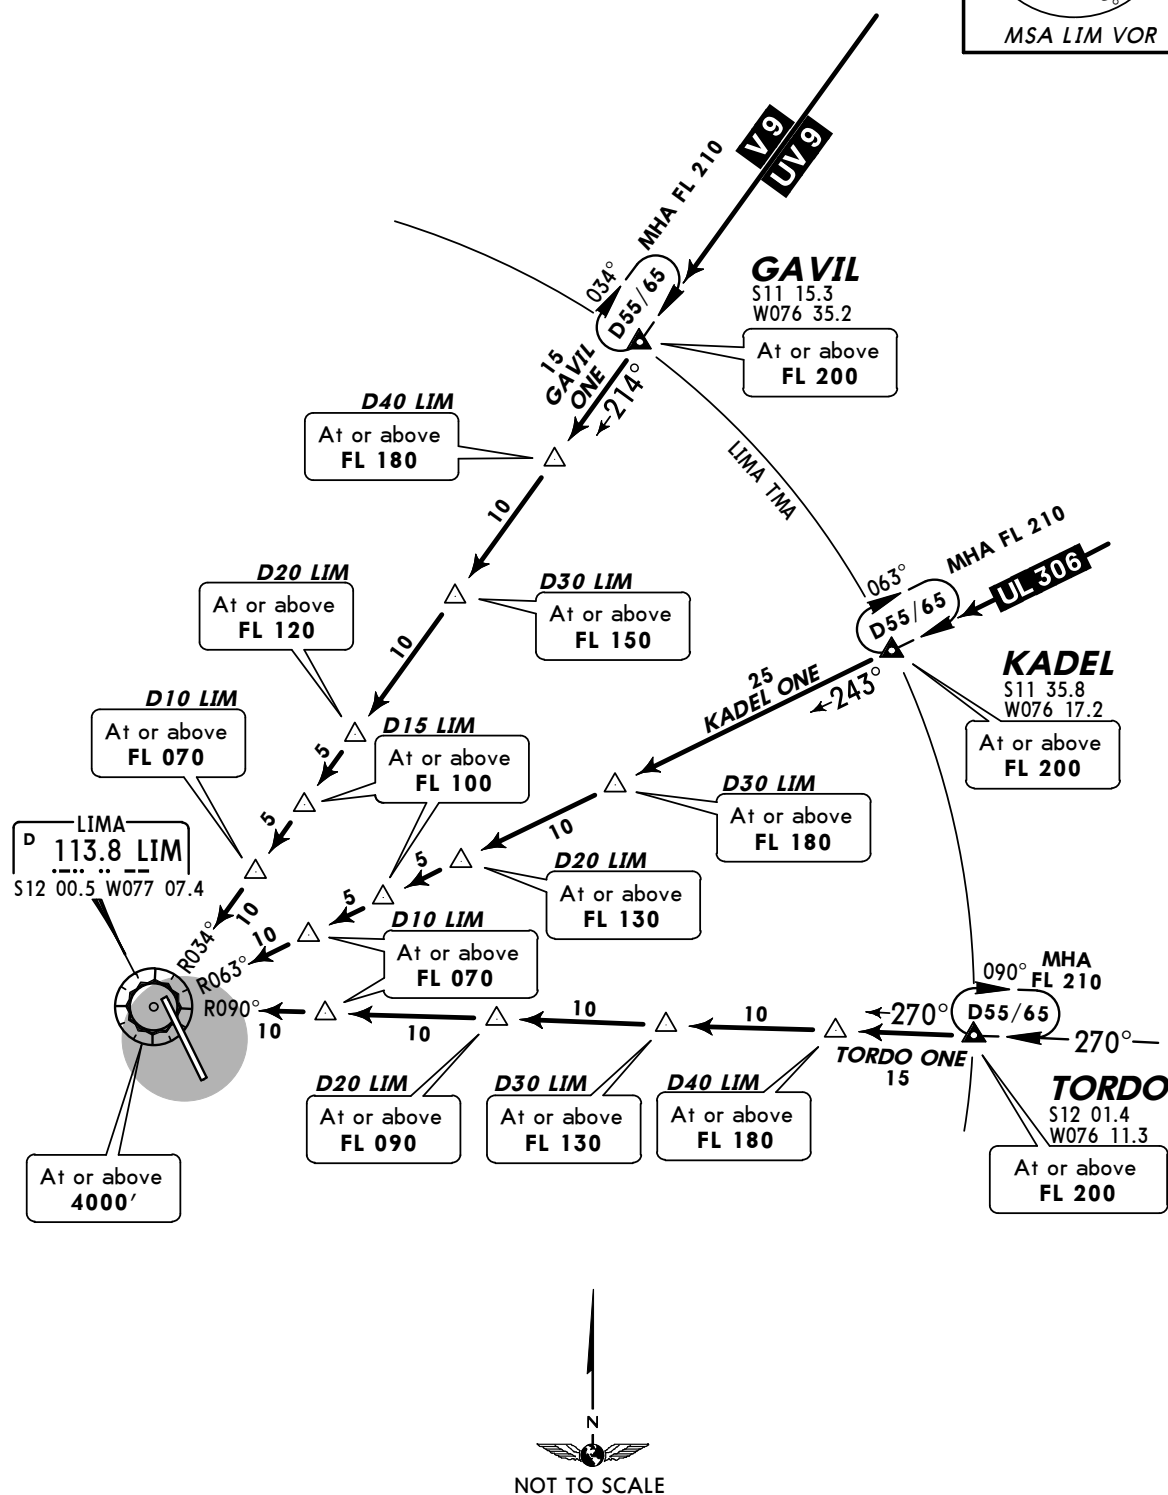 MSA LIM VOR
V 9
UV 9
MHA FL 210
034°
D55/65
GAVIL
S11 15.3
W076 35.2
At or above
FL 200
15
GAVIL
ONE
214°
D40 LIM
At or above
FL 180
10
LIMA TMA
D30 LIM
At or above
FL 150
D20 LIM
At or above
FL 120
10
MHA FL 210
063°
D55/65
UL 306
KADEL
S11 35.8
W076 17.2
At or above
FL 200
25
KADEL ONE
243°
D10 LIM
At or above
FL 070
5
D15 LIM
At or above
FL 100
5
D30 LIM
At or above
FL 180
10
D20 LIM
At or above
FL 130
5
5
LIMA
D 113.8 LIM
S12 00.5 W077 07.4
10
R034°
10
R063°
D10 LIM
At or above
FL 070
R090°
10
10
10
10
090°
MHA
FL 210
D55/65
270°
270°
TORDO ONE
15
TORDO
S12 01.4
W076 11.3
At or above
FL 200
D20 LIM
At or above
FL 090
D30 LIM
At or above
FL 130
D40 LIM
At or above
FL 180
At or above
4000'
N
NOT TO SCALE